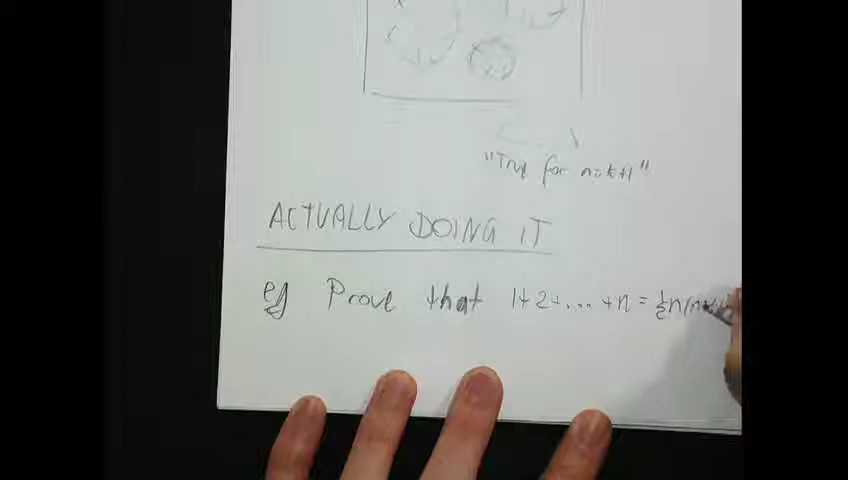 "True for n=k+1"
ACTUALLY DOING IT
eg Prove that 1+2+...+n = ½n(n+1